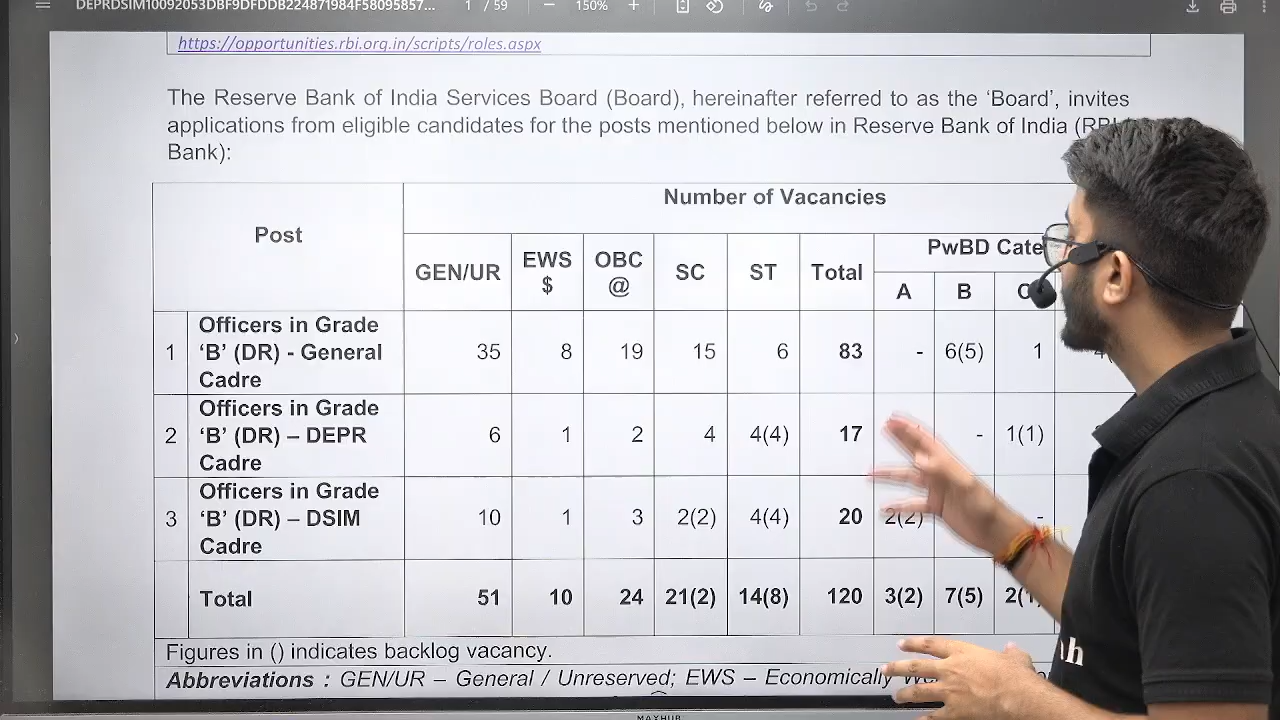 DEPRDSIM10092053DBF9DFDDB224871984F58095857...
1 / 59
150%
https://opportunities.rbi.org.in/scripts/roles.aspx
The Reserve Bank of India Services Board (Board), hereinafter referred to as the ‘Board’, invites
applications from eligible candidates for the posts mentioned below in Reserve Bank of India
Bank):
Post
Number of Vacancies
GEN/UR EWS $ OBC @ SC ST Total
PwBD
A B C
1 Officers in Grade ‘B’ (DR) - General Cadre 35 8 19 15 6 83 - 6(5) 1
2 Officers in Grade ‘B’ (DR) – DEPR Cadre 6 1 2 4 4(4) 17 - 1(1)
3 Officers in Grade ‘B’ (DR) – DSIM Cadre 10 1 3 2(2) 4(4) 20 2(2) -
Total 51 10 24 21(2) 14(8) 120 3(2) 7(5)
Figures in () indicates backlog vacancy.
Abbreviations : GEN/UR – General / Unreserved; EWS – Economically
MAXHUB